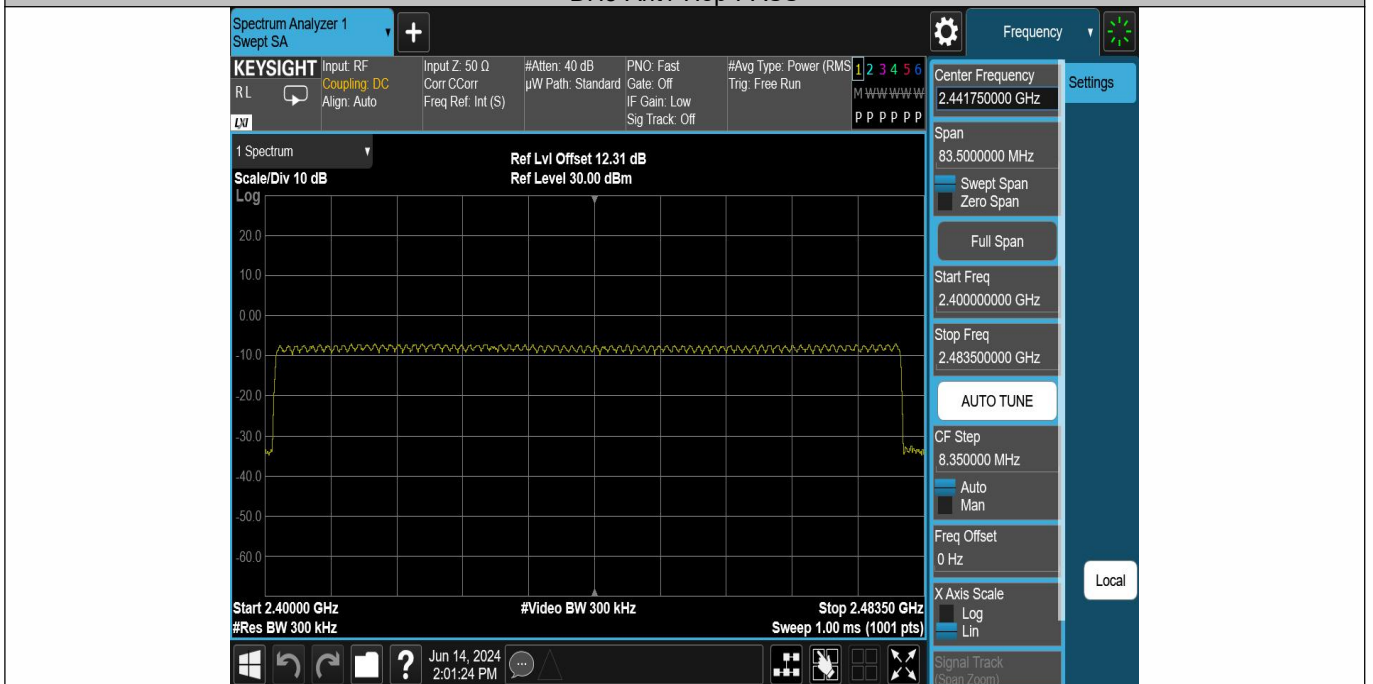 Spectrum Analyzer 1
Swept SA
Frequency
KEYSIGHT
RL
LXI
Input: RF
Coupling: DC
Align: Auto
Input Z: 50 Ω
Corr CCorr
Freq Ref: Int (S)
#Atten: 40 dB
µW Path: Standard
PNO: Fast
Gate: Off
IF Gain: Low
Sig Track: Off
#Avg Type: Power (RMS
Trig: Free Run
1 2 3 4 5 6
M W W W W W
P P P P P P
1 Spectrum
Scale/Div 10 dB
Ref Lvl Offset 12.31 dB
Ref Level 30.00 dBm
Log
20.0
10.0
0.00
-10.0
-20.0
-30.0
-40.0
-50.0
-60.0
Start 2.40000 GHz
#Res BW 300 kHz
#Video BW 300 kHz
Stop 2.48350 GHz
Sweep 1.00 ms (1001 pts)
Jun 14, 2024
2:01:24 PM
Center Frequency
2.441750000 GHz
Settings
Span
83.5000000 MHz
Swept Span
Zero Span
Full Span
Start Freq
2.400000000 GHz
Stop Freq
2.483500000 GHz
AUTO TUNE
CF Step
8.350000 MHz
Auto
Man
Freq Offset
0 Hz
X Axis Scale
Log
Lin
Local
Signal Track
(Span Zoom)